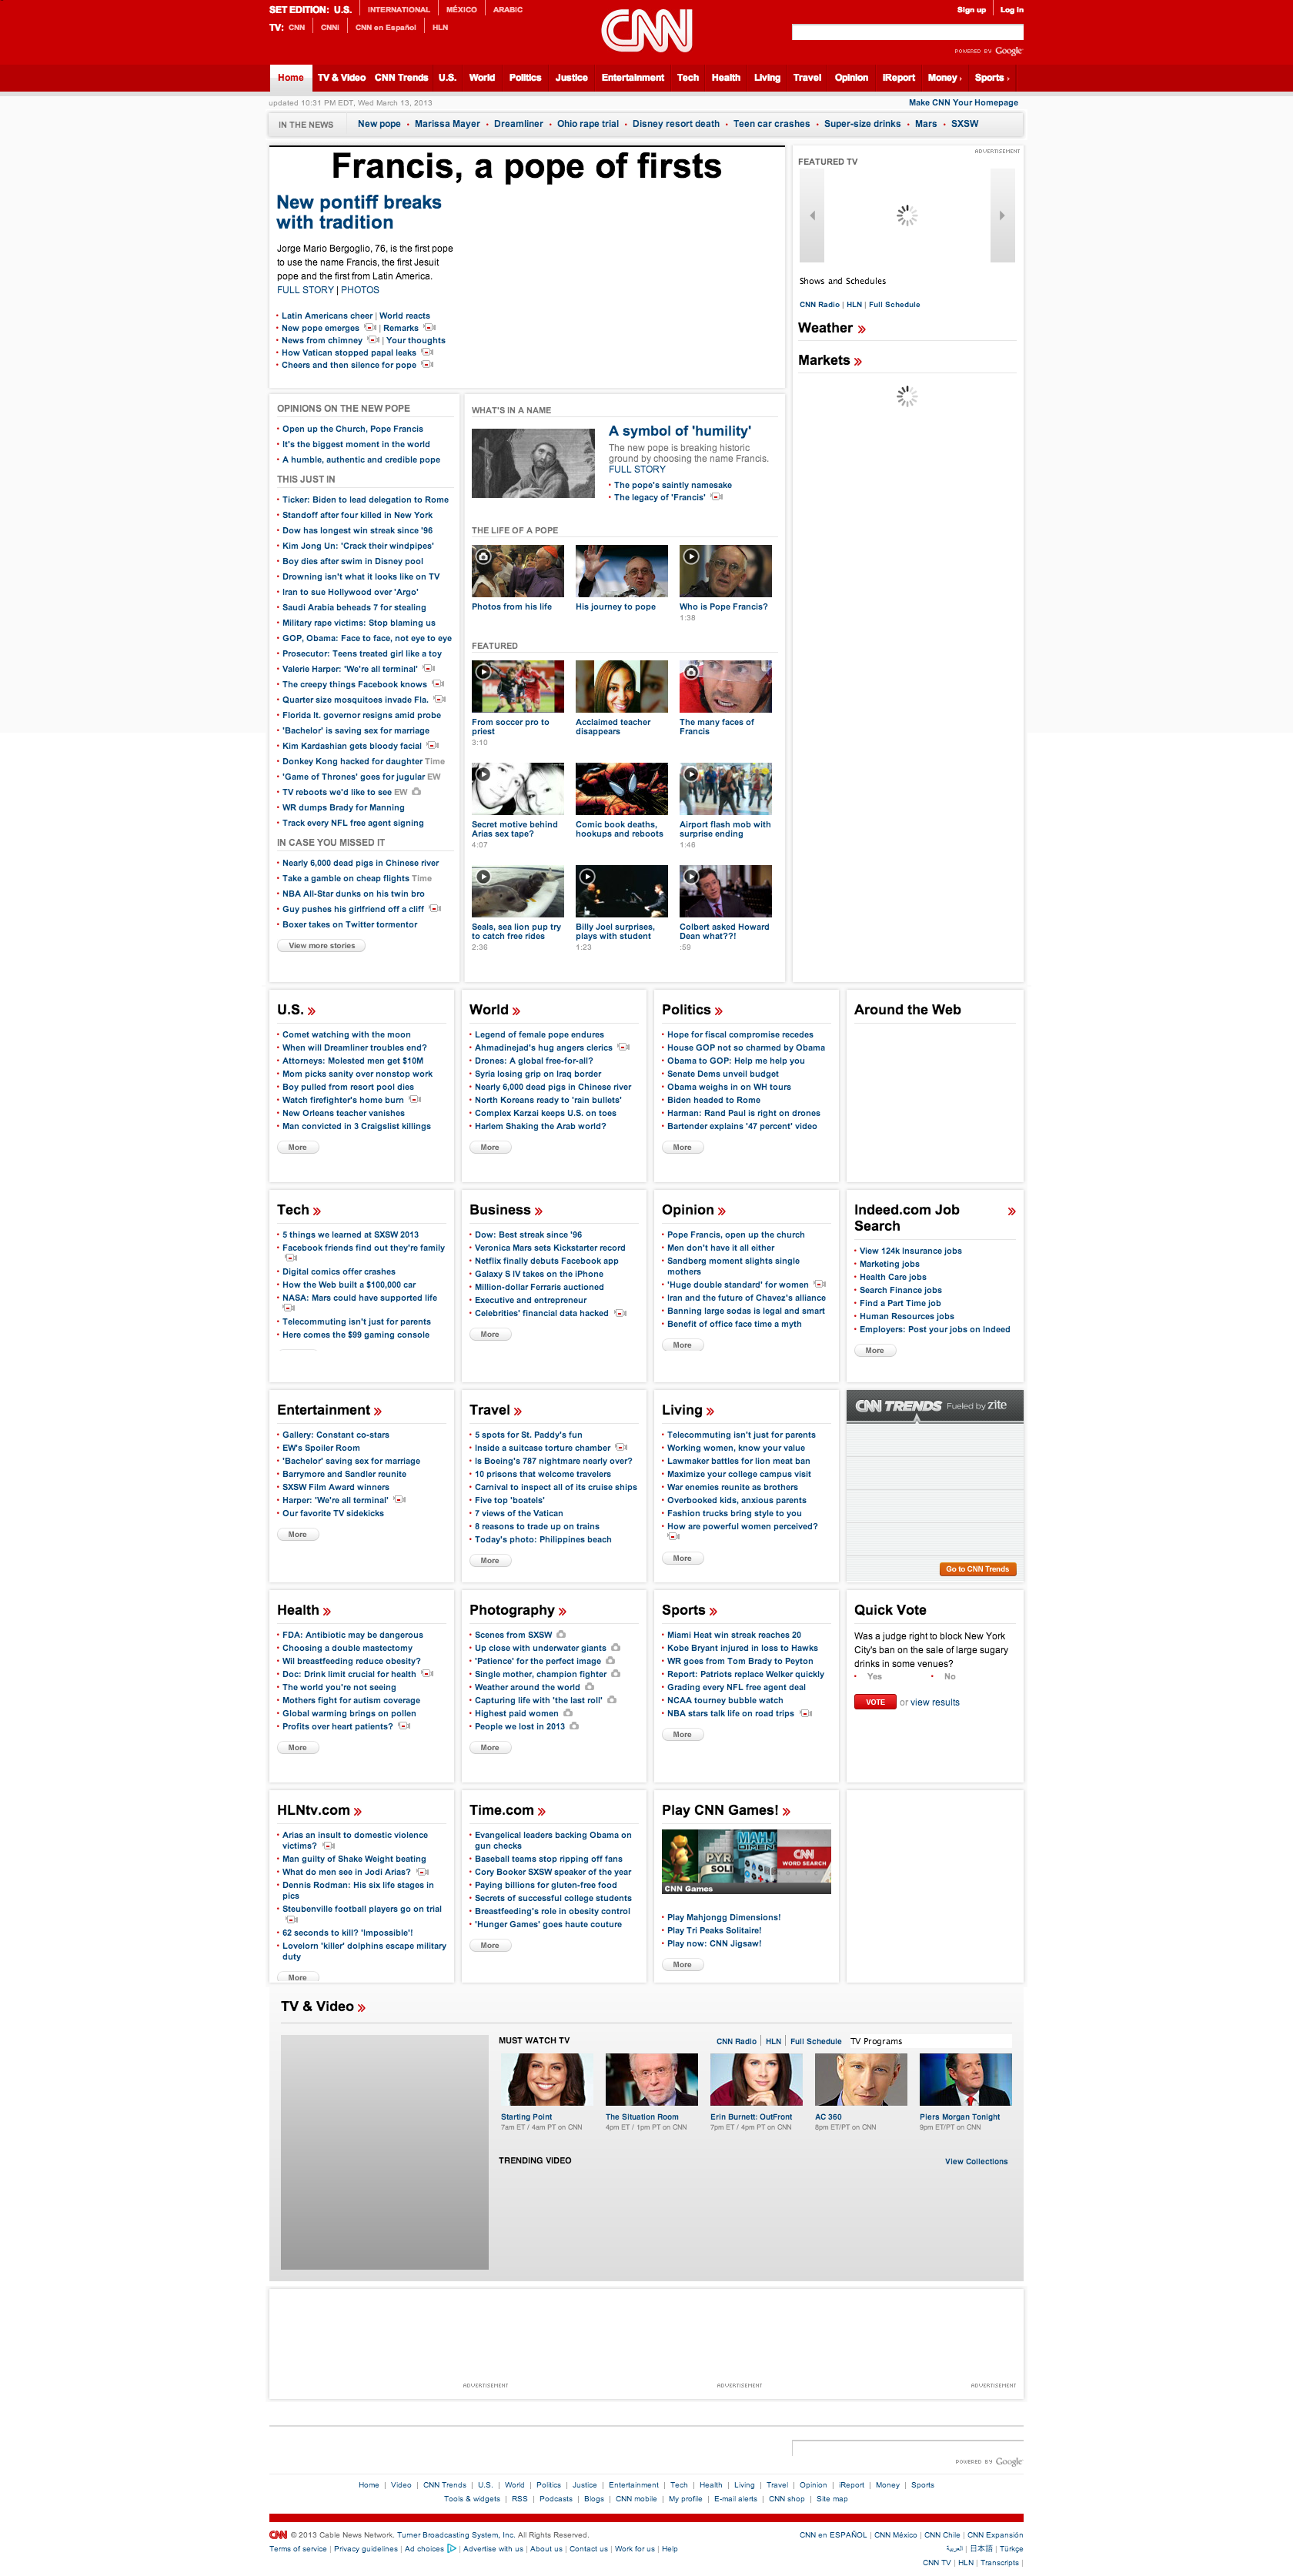 SET EDITION: U.S. INTERNATIONAL MÉXICO ARABIC
TV: CNN CNNi CNN en Español HLN
CNN
Sign up Log in
POWERED BY Google
Home TV & Video CNN Trends U.S. World Politics Justice Entertainment Tech Health Living Travel Opinion iReport Money Sports
updated 10:31 PM EDT, Wed March 13, 2013
Make CNN Your Homepage
IN THE NEWS New pope • Marissa Mayer • Dreamliner • Ohio rape trial • Disney resort death • Teen car crashes • Super-size drinks • Mars • SXSW
Francis, a pope of firsts
New pontiff breaks
with tradition
Jorge Mario Bergoglio, 76, is the first pope
to use the name Francis, the first Jesuit
pope and the first from Latin America.
FULL STORY | PHOTOS
Latin Americans cheer | World reacts
New pope emerges | Remarks
News from chimney | Your thoughts
How Vatican stopped papal leaks
Cheers and then silence for pope
ADVERTISEMENT
FEATURED TV
Shows and Schedules
CNN Radio | HLN | Full Schedule
Weather
Markets
OPINIONS ON THE NEW POPE
Open up the Church, Pope Francis
It's the biggest moment in the world
A humble, authentic and credible pope
THIS JUST IN
Ticker: Biden to lead delegation to Rome
Standoff after four killed in New York
Dow has longest win streak since '96
Kim Jong Un: 'Crack their windpipes'
Boy dies after swim in Disney pool
Drowning isn't what it looks like on TV
Iran to sue Hollywood over 'Argo'
Saudi Arabia beheads 7 for stealing
Military rape victims: Stop blaming us
GOP, Obama: Face to face, not eye to eye
Prosecutor: Teens treated girl like a toy
Valerie Harper: 'We're all terminal'
The creepy things Facebook knows
Quarter size mosquitoes invade Fla.
Florida lt. governor resigns amid probe
'Bachelor' is saving sex for marriage
Kim Kardashian gets bloody facial
Donkey Kong hacked for daughter Time
'Game of Thrones' goes for jugular EW
TV reboots we'd like to see EW
WR dumps Brady for Manning
Track every NFL free agent signing
IN CASE YOU MISSED IT
Nearly 6,000 dead pigs in Chinese river
Take a gamble on cheap flights Time
NBA All-Star dunks on his twin bro
Guy pushes his girlfriend off a cliff
Boxer takes on Twitter tormentor
View more stories
WHAT'S IN A NAME
A symbol of 'humility'
The new pope is breaking historic
ground by choosing the name Francis.
FULL STORY
The pope's saintly namesake
The legacy of 'Francis'
THE LIFE OF A POPE
Photos from his life
His journey to pope
Who is Pope Francis?
1:38
FEATURED
From soccer pro to
priest
3:10
Acclaimed teacher
disappears
The many faces of
Francis
Secret motive behind
Arias sex tape?
4:07
Comic book deaths,
hookups and reboots
Airport flash mob with
surprise ending
1:46
Seals, sea lion pup try
to catch free rides
2:36
Billy Joel surprises,
plays with student
1:23
Colbert asked Howard
Dean what??!
:59
U.S.
Comet watching with the moon
When will Dreamliner troubles end?
Attorneys: Molested men get $10M
Mom picks sanity over nonstop work
Boy pulled from resort pool dies
Watch firefighter's home burn
New Orleans teacher vanishes
Man convicted in 3 Craigslist killings
More
World
Legend of female pope endures
Ahmadinejad's hug angers clerics
Drones: A global free-for-all?
Syria losing grip on Iraq border
Nearly 6,000 dead pigs in Chinese river
North Koreans ready to 'rain bullets'
Complex Karzai keeps U.S. on toes
Harlem Shaking the Arab world?
More
Politics
Hope for fiscal compromise recedes
House GOP not so charmed by Obama
Obama to GOP: Help me help you
Senate Dems unveil budget
Obama weighs in on WH tours
Biden headed to Rome
Harman: Rand Paul is right on drones
Bartender explains '47 percent' video
More
Around the Web
Tech
5 things we learned at SXSW 2013
Facebook friends find out they're family
Digital comics offer crashes
How the Web built a $100,000 car
NASA: Mars could have supported life
Telecommuting isn't just for parents
Here comes the $99 gaming console
Business
Dow: Best streak since '96
Veronica Mars sets Kickstarter record
Netflix finally debuts Facebook app
Galaxy S IV takes on the iPhone
Million-dollar Ferraris auctioned
Executive and entrepreneur
Celebrities' financial data hacked
More
Opinion
Pope Francis, open up the church
Men don't have it all either
Sandberg moment slights single
mothers
'Huge double standard' for women
Iran and the future of Chavez's alliance
Banning large sodas is legal and smart
Benefit of office face time a myth
More
Indeed.com Job
Search
View 124k Insurance jobs
Marketing jobs
Health Care jobs
Search Finance jobs
Find a Part Time job
Human Resources jobs
Employers: Post your jobs on Indeed
More
Entertainment
Gallery: Constant co-stars
EW's Spoiler Room
'Bachelor' saving sex for marriage
Barrymore and Sandler reunite
SXSW Film Award winners
Harper: 'We're all terminal'
Our favorite TV sidekicks
More
Travel
5 spots for St. Paddy's fun
Inside a suitcase torture chamber
Is Boeing's 787 nightmare nearly over?
10 prisons that welcome travelers
Carnival to inspect all of its cruise ships
Five top 'boatels'
7 views of the Vatican
8 reasons to trade up on trains
Today's photo: Philippines beach
More
Living
Telecommuting isn't just for parents
Working women, know your value
Lawmaker battles for lion meat ban
Maximize your college campus visit
War enemies reunite as brothers
Overbooked kids, anxious parents
Fashion trucks bring style to you
How are powerful women perceived?
More
CNN TRENDS Fueled by zite
Go to CNN Trends
Health
FDA: Antibiotic may be dangerous
Choosing a double mastectomy
Wil breastfeeding reduce obesity?
Doc: Drink limit crucial for health
The world you're not seeing
Mothers fight for autism coverage
Global warming brings on pollen
Profits over heart patients?
More
Photography
Scenes from SXSW
Up close with underwater giants
'Patience' for the perfect image
Single mother, champion fighter
Weather around the world
Capturing life with 'the last roll'
Highest paid women
People we lost in 2013
More
Sports
Miami Heat win streak reaches 20
Kobe Bryant injured in loss to Hawks
WR goes from Tom Brady to Peyton
Report: Patriots replace Welker quickly
Grading every NFL free agent deal
NCAA tourney bubble watch
NBA stars talk life on road trips
More
Quick Vote
Was a judge right to block New York
City's ban on the sale of large sugary
drinks in some venues?
Yes No
VOTE or view results
HLNtv.com
Arias an insult to domestic violence
victims?
Man guilty of Shake Weight beating
What do men see in Jodi Arias?
Dennis Rodman: His six life stages in
pics
Steubenville football players go on trial
62 seconds to kill? 'Impossible'!
Lovelorn 'killer' dolphins escape military
duty
More
Time.com
Evangelical leaders backing Obama on
gun checks
Baseball teams stop ripping off fans
Cory Booker SXSW speaker of the year
Paying billions for gluten-free food
Secrets of successful college students
Breastfeeding's role in obesity control
'Hunger Games' goes haute couture
More
Play CNN Games!
PYR
SOLI
MAHJ
DIMEN
CNN
WORD SEARCH
CNN Games
Play Mahjongg Dimensions!
Play Tri Peaks Solitaire!
Play now: CNN Jigsaw!
More
TV & Video
MUST WATCH TV
CNN Radio HLN Full Schedule TV Programs
Starting Point
7am ET / 4am PT on CNN
The Situation Room
4pm ET / 1pm PT on CNN
Erin Burnett: OutFront
7pm ET / 4pm PT on CNN
AC 360
8pm ET/PT on CNN
Piers Morgan Tonight
9pm ET/PT on CNN
TRENDING VIDEO
View Collections
ADVERTISEMENT ADVERTISEMENT ADVERTISEMENT
POWERED BY Google
Home | Video | CNN Trends | U.S. | World | Politics | Justice | Entertainment | Tech | Health | Living | Travel | Opinion | iReport | Money | Sports
Tools & widgets | RSS | Podcasts | Blogs | CNN mobile | My profile | E-mail alerts | CNN shop | Site map
CNN © 2013 Cable News Network. Turner Broadcasting System, Inc. All Rights Reserved.
Terms of service | Privacy guidelines | Ad choices | Advertise with us | About us | Contact us | Work for us | Help
CNN en ESPAÑOL | CNN México | CNN Chile | CNN Expansión
العربية | 日本語 | Türkçe
CNN TV | HLN | Transcripts |